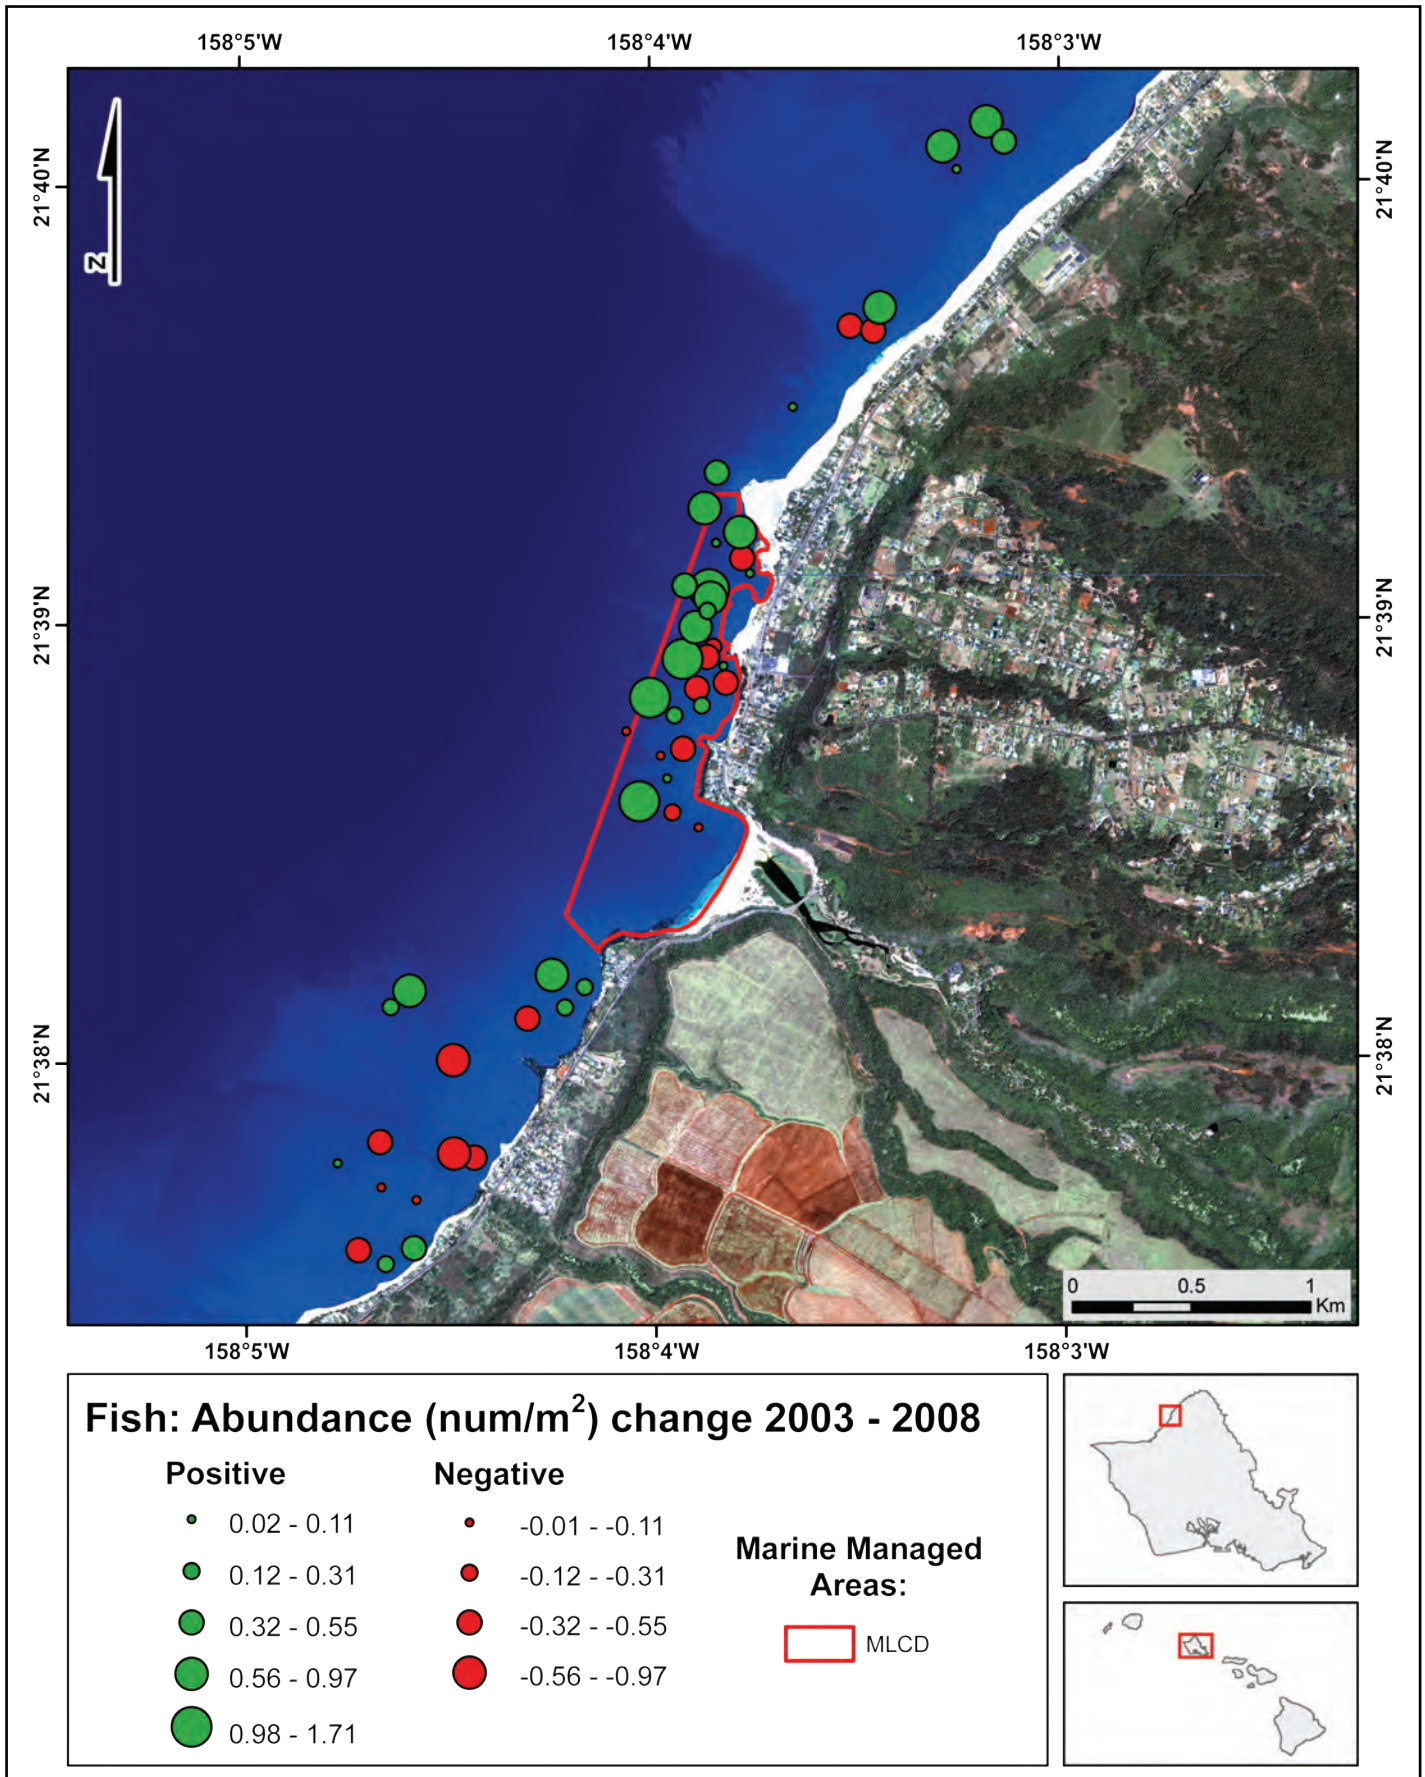 158°5'W 158°4'W 158°3'W
21°40'N 21°40'N
N
21°39'N 21°39'N
21°38'N 21°38'N
0 0.5 1
Km
158°5'W 158°4'W 158°3'W
Fish: Abundance (num/m²) change 2003 - 2008
Positive
0.02 - 0.11
0.12 - 0.31
0.32 - 0.55
0.56 - 0.97
0.98 - 1.71
Negative
-0.01 - -0.11
-0.12 - -0.31
-0.32 - -0.55
-0.56 - -0.97
Marine Managed
Areas:
MLCD